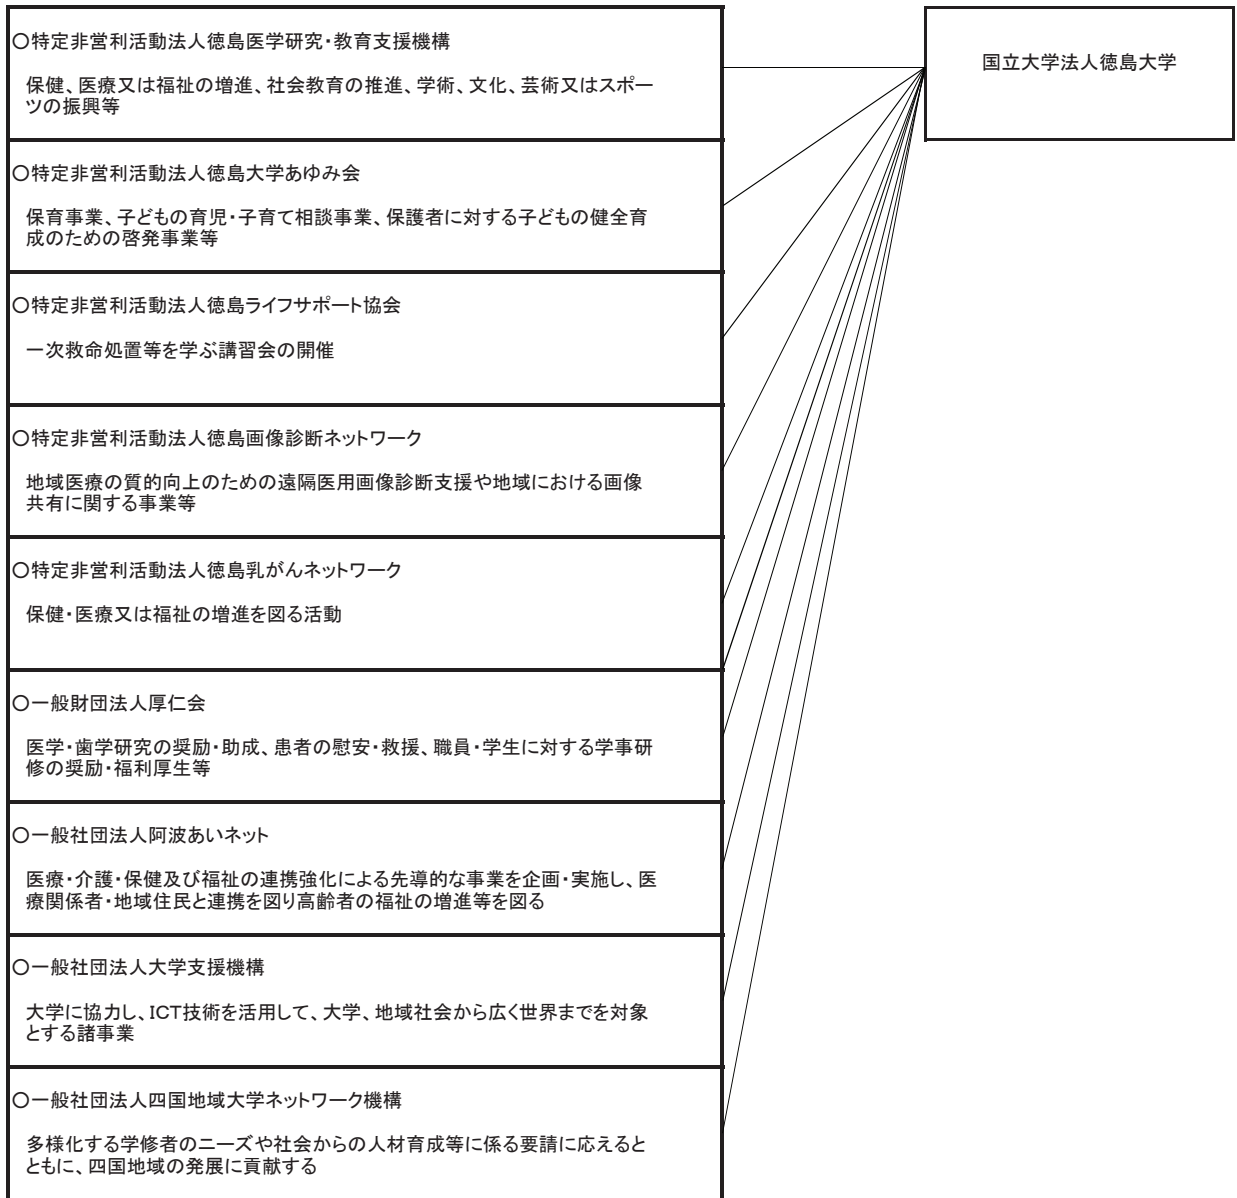 ○特定非営利活動法人徳島医学研究・教育支援機構
保健、医療又は福祉の増進、社会教育の推進、学術、文化、芸術又はスポー
ツの振興等
○特定非営利活動法人徳島大学あゆみ会
保育事業、子どもの育児・子育て相談事業、保護者に対する子どもの健全育
成のための啓発事業等
○特定非営利活動法人徳島ライフサポート協会
一次救命処置等を学ぶ講習会の開催
○特定非営利活動法人徳島画像診断ネットワーク
地域医療の質的向上のための遠隔医用画像診断支援や地域における画像
共有に関する事業等
○特定非営利活動法人徳島乳がんネットワーク
保健・医療又は福祉の増進を図る活動
○一般財団法人厚仁会
医学・歯学研究の奨励・助成、患者の慰安・救援、職員・学生に対する学事研
修の奨励・福利厚生等
○一般社団法人阿波あいネット
医療・介護・保健及び福祉の連携強化による先導的な事業を企画・実施し、医
療関係者・地域住民と連携を図り高齢者の福祉の増進等を図る
○一般社団法人大学支援機構
大学に協力し、ICT技術を活用して、大学、地域社会から広く世界までを対象
とする諸事業
○一般社団法人四国地域大学ネットワーク機構
多様化する学修者のニーズや社会からの人材育成等に係る要請に応えると
ともに、四国地域の発展に貢献する
国立大学法人徳島大学